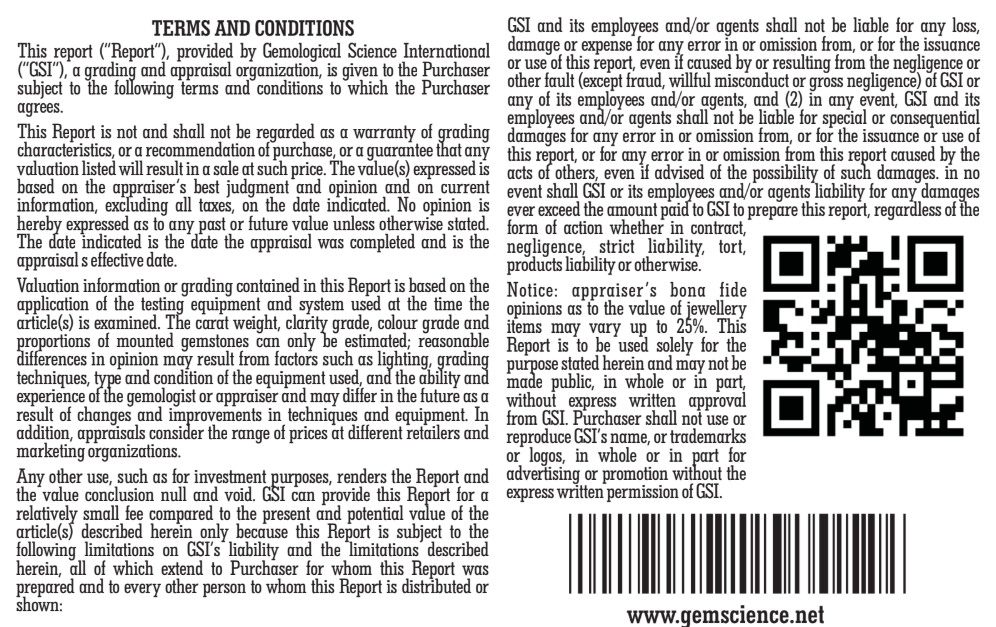 TERMS AND CONDITIONS
This report (“Report”), provided by Gemological Science International
(“GSI”), a grading and appraisal organization, is given to the Purchaser
subject to the following terms and conditions to which the Purchaser
agrees.
This Report is not and shall not be regarded as a warranty of grading
characteristics, or a recommendation of purchase, or a guarantee that any
valuation listed will result in a sale at such price. The value(s) expressed is
based on the appraiser’s best judgment and opinion and on current
information, excluding all taxes, on the date indicated. No opinion is
hereby expressed as to any past or future value unless otherwise stated.
The date indicated is the date the appraisal was completed and is the
appraisal s effective date.
Valuation information or grading contained in this Report is based on the
application of the testing equipment and system used at the time the
article(s) is examined. The carat weight, clarity grade, colour grade and
proportions of mounted gemstones can only be estimated; reasonable
differences in opinion may result from factors such as lighting, grading
techniques, type and condition of the equipment used, and the ability and
experience of the gemologist or appraiser and may differ in the future as a
result of changes and improvements in techniques and equipment. In
addition, appraisals consider the range of prices at different retailers and
marketing organizations.
Any other use, such as for investment purposes, renders the Report and
the value conclusion null and void. GSI can provide this Report for a
relatively small fee compared to the present and potential value of the
article(s) described herein only because this Report is subject to the
following limitations on GSI’s liability and the limitations described
herein, all of which extend to Purchaser for whom this Report was
prepared and to every other person to whom this Report is distributed or
shown:
GSI and its employees and/or agents shall not be liable for any loss,
damage or expense for any error in or omission from, or for the issuance
or use of this report, even if caused by or resulting from the negligence or
other fault (except fraud, willful misconduct or gross negligence) of GSI or
any of its employees and/or agents, and (2) in any event, GSI and its
employees and/or agents shall not be liable for special or consequential
damages for any error in or omission from, or for the issuance or use of
this report, or for any error in or omission from this report caused by the
acts of others, even if advised of the possibility of such damages. in no
event shall GSI or its employees and/or agents liability for any damages
ever exceed the amount paid to GSI to prepare this report, regardless of the
form of action whether in contract,
negligence, strict liability, tort,
products liability or otherwise.
Notice: appraiser’s bona fide
opinions as to the value of jewellery
items may vary up to 25%. This
Report is to be used solely for the
purpose stated herein and may not be
made public, in whole or in part,
without express written approval
from GSI. Purchaser shall not use or
reproduce GSI’s name, or trademarks
or logos, in whole or in part for
advertising or promotion without the
express written permission of GSI.
www.gemscience.net